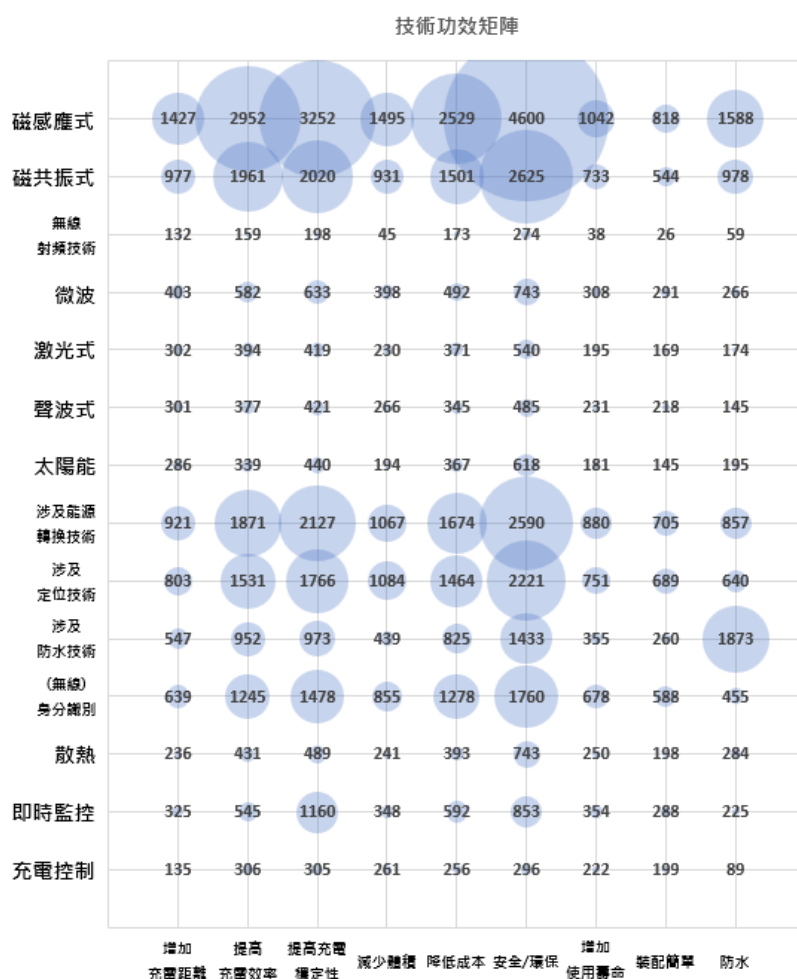 技術功效矩陣
磁感應式 1427 2952 3252 1495 2529 4600 1042 818 1588
磁共振式 977 1961 2020 931 1501 2625 733 544 978
無線
射頻技術 132 159 198 45 173 274 38 26 59
微波 403 582 633 398 492 743 308 291 266
激光式 302 394 419 230 371 540 195 169 174
聲波式 301 377 421 266 345 485 231 218 145
太陽能 286 339 440 194 367 618 181 145 195
涉及能源
轉換技術 921 1871 2127 1067 1674 2590 880 705 857
涉及
定位技術 803 1531 1766 1084 1464 2221 751 689 640
涉及
防水技術 547 952 973 439 825 1433 355 260 1873
(無線)
身分識別 639 1245 1478 855 1278 1760 678 588 455
散熱 236 431 489 241 393 743 250 198 284
即時監控 325 545 1160 348 592 853 354 288 225
充電控制 135 306 305 261 256 296 222 199 89
增加 提高 提高充電 減少體積 降低成本 安全/環保 增加 裝配簡單 防水
充電距離 充電效率 穩定性 使用壽命